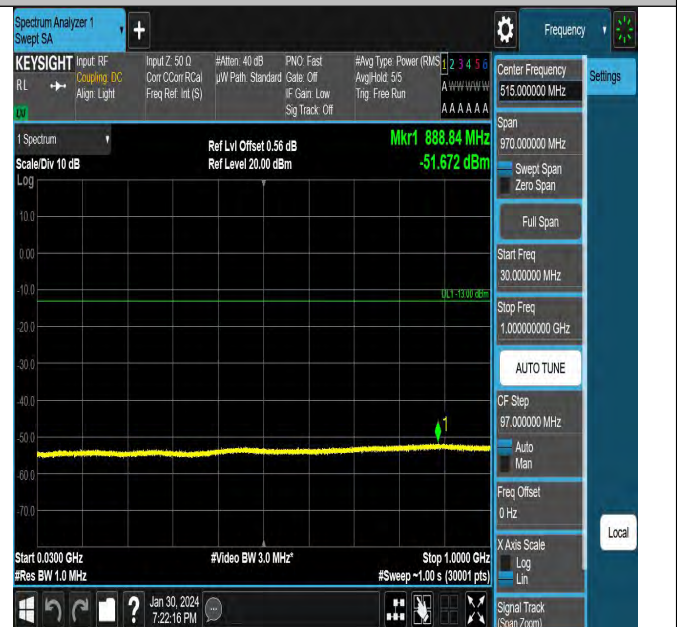 Spectrum Analyzer 1
Swept SA
Frequency
KEYSIGHT
RL
Input: RF
Coupling: DC
Align: Light
Input Z: 50 Ω
Corr CCorr RCal
Freq Ref: Int (S)
#Atten: 40 dB
µW Path: Standard
PNO: Fast
Gate: Off
IF Gain: Low
Sig Track: Off
#Avg Type: Power (RMS
Avg|Hold: 5/5
Trig: Free Run
1 2 3 4 5 6
A W W W W W
A A A A A A
1 Spectrum
Scale/Div 10 dB
Log
Ref Lvl Offset 0.56 dB
Ref Level 20.00 dBm
Mkr1 888.84 MHz
-51.672 dBm
10.0
0.00
-10.0
-20.0
-30.0
-40.0
-50.0
-60.0
-70.0
DL1 -13.00 dBm
1
Start 0.0300 GHz
#Res BW 1.0 MHz
#Video BW 3.0 MHz*
Stop 1.0000 GHz
#Sweep ~1.00 s (30001 pts)
Jan 30, 2024
7:22:16 PM
Center Frequency
515.000000 MHz
Settings
Span
970.000000 MHz
Swept Span
Zero Span
Full Span
Start Freq
30.000000 MHz
Stop Freq
1.000000000 GHz
AUTO TUNE
CF Step
97.000000 MHz
Auto
Man
Freq Offset
0 Hz
X Axis Scale
Log
Lin
Local
Signal Track
(Span Zoom)